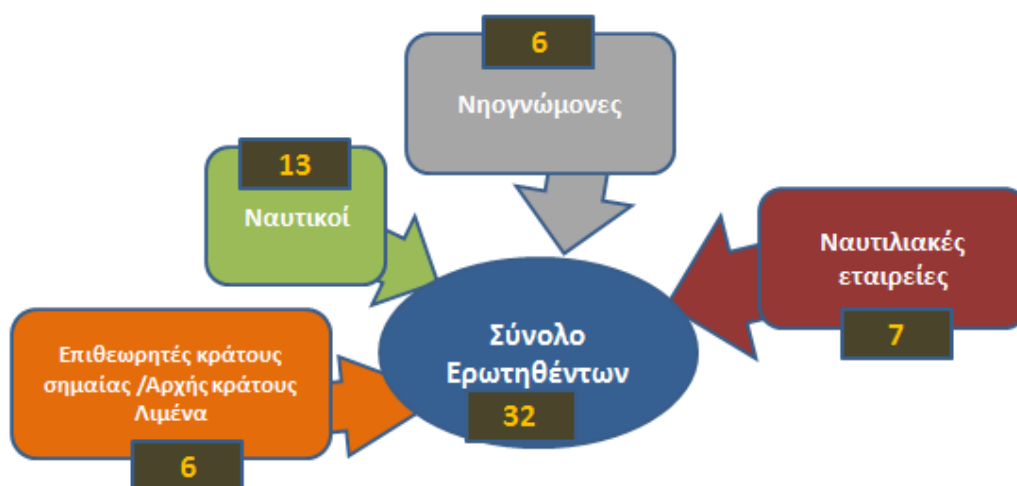 6
Νηογνώμονες
13
Ναυτικοί
Ναυτιλιακές
εταιρείες
7
Επιθεωρητές κράτους
σημαίας /Αρχής κράτους
Λιμένα
6
Σύνολο
Ερωτηθέντων
32